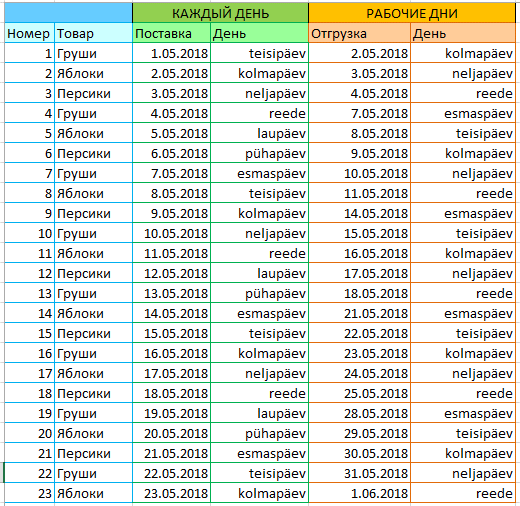 КАЖДЫЙ ДЕНЬ РАБОЧИЕ ДНИ
Номер Товар Поставка День Отгрузка День
1 Груши 1.05.2018 teisipäev 2.05.2018 kolmapäev
2 Яблоки 2.05.2018 kolmapäev 3.05.2018 neljapäev
3 Персики 3.05.2018 neljapäev 4.05.2018 reede
4 Груши 4.05.2018 reede 7.05.2018 esmaspäev
5 Яблоки 5.05.2018 laupäev 8.05.2018 teisipäev
6 Персики 6.05.2018 pühapäev 9.05.2018 kolmapäev
7 Груши 7.05.2018 esmaspäev 10.05.2018 neljapäev
8 Яблоки 8.05.2018 teisipäev 11.05.2018 reede
9 Персики 9.05.2018 kolmapäev 14.05.2018 esmaspäev
10 Груши 10.05.2018 neljapäev 15.05.2018 teisipäev
11 Яблоки 11.05.2018 reede 16.05.2018 kolmapäev
12 Персики 12.05.2018 laupäev 17.05.2018 neljapäev
13 Груши 13.05.2018 pühapäev 18.05.2018 reede
14 Яблоки 14.05.2018 esmaspäev 21.05.2018 esmaspäev
15 Персики 15.05.2018 teisipäev 22.05.2018 teisipäev
16 Груши 16.05.2018 kolmapäev 23.05.2018 kolmapäev
17 Яблоки 17.05.2018 neljapäev 24.05.2018 neljapäev
18 Персики 18.05.2018 reede 25.05.2018 reede
19 Груши 19.05.2018 laupäev 28.05.2018 esmaspäev
20 Яблоки 20.05.2018 pühapäev 29.05.2018 teisipäev
21 Персики 21.05.2018 esmaspäev 30.05.2018 kolmapäev
22 Груши 22.05.2018 teisipäev 31.05.2018 neljapäev
23 Яблоки 23.05.2018 kolmapäev 1.06.2018 reede